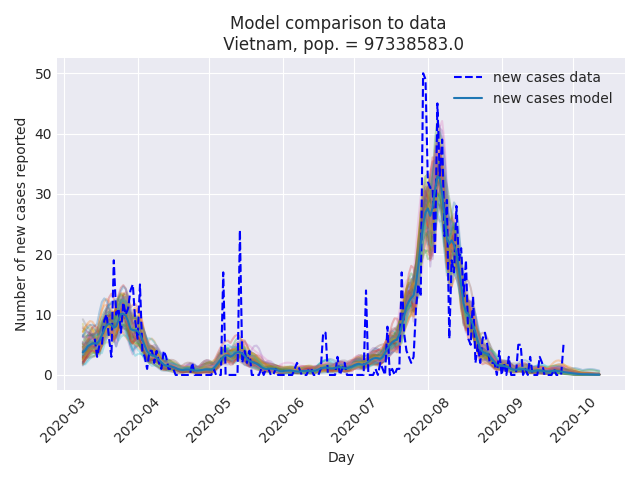 Model comparison to data
Vietnam, pop. = 97338583.0
new cases data
new cases model
Number of new cases reported
50
40
30
20
10
0
2020-03
2020-04
2020-05
2020-06
2020-07
2020-08
2020-09
2020-10
Day